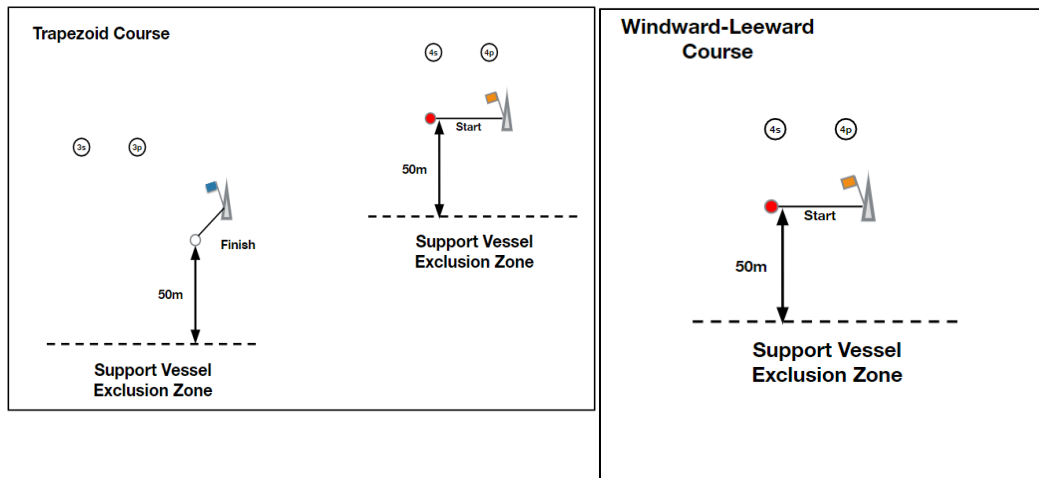 Trapezoid Course
4s
4p
Start
50m
Support Vessel
Exclusion Zone
3s
3p
Finish
50m
Support Vessel
Exclusion Zone
Windward-Leeward
Course
4s
4p
Start
50m
Support Vessel
Exclusion Zone